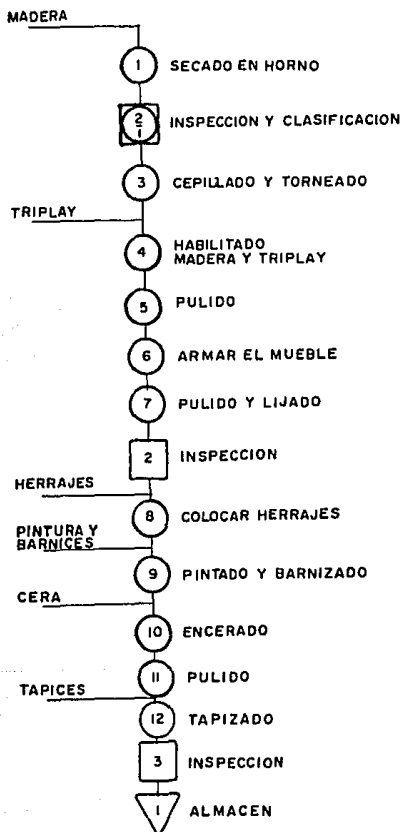 MADERA
1 SECADO EN HORNO
2 1 INSPECCION Y CLASIFICACION
3 CEPILLADO Y TORNEADO
TRIPLAY
4 HABILITADO
MADERA Y TRIPLAY
5 PULIDO
6 ARMAR EL MUEBLE
7 PULIDO Y LIJADO
2 INSPECCION
HERRAJES
8 COLOCAR HERRAJES
PINTURA Y
BARNICES
9 PINTADO Y BARNIZADO
CERA
10 ENCERADO
11 PULIDO
TAPICES
12 TAPIZADO
3 INSPECCION
1 ALMACEN